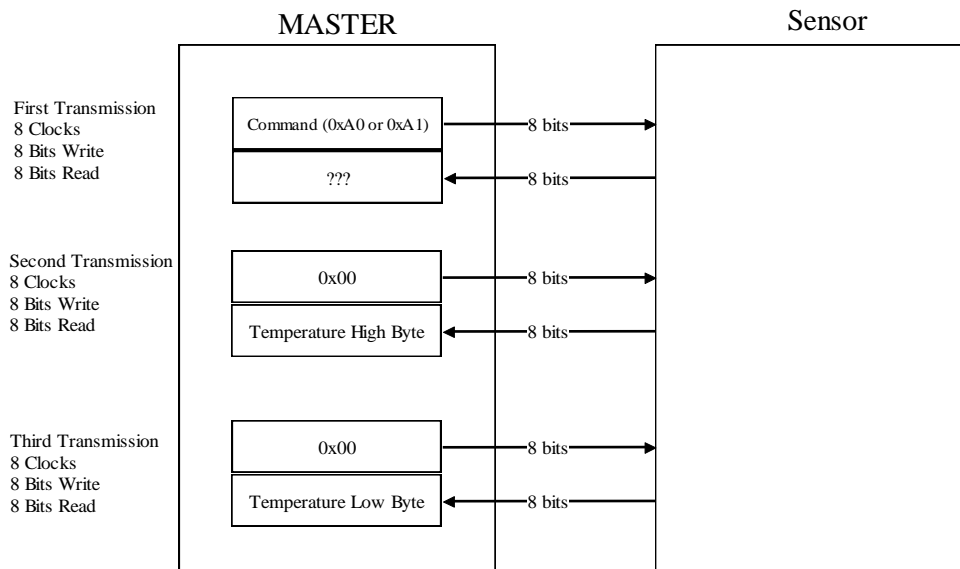 MASTER
Sensor
First Transmission
8 Clocks
8 Bits Write
8 Bits Read
Command (0xA0 or 0xA1)
8 bits
???
8 bits
Second Transmission
8 Clocks
8 Bits Write
8 Bits Read
0x00
8 bits
Temperature High Byte
8 bits
Third Transmission
8 Clocks
8 Bits Write
8 Bits Read
0x00
8 bits
Temperature Low Byte
8 bits